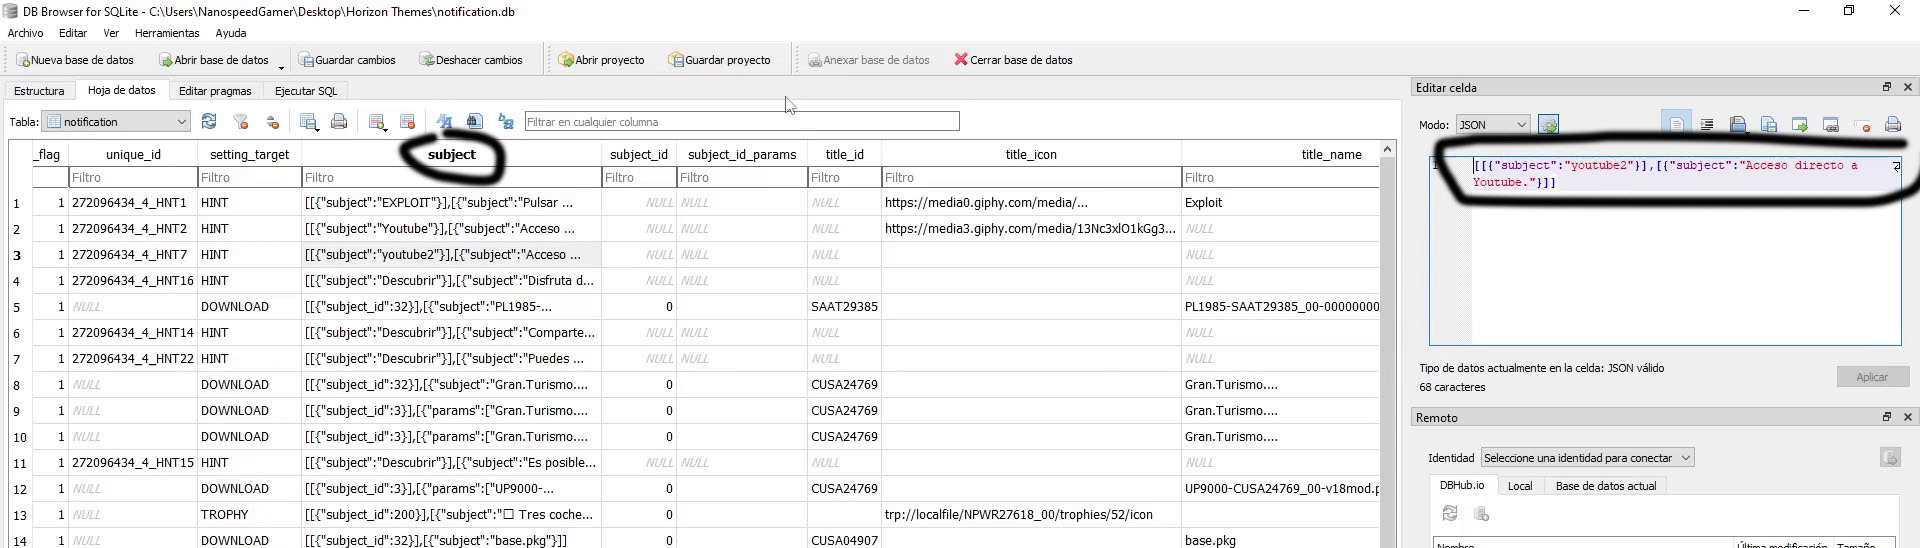 DB Browser for SQLite - C:\Users\NanospeedGamer\Desktop\Horizon Themes\notification.db
Archivo Editar Ver Herramientas Ayuda
Nueva base de datos Abrir base de datos Guardar cambios Deshacer cambios Abrir proyecto Guardar proyecto Anexar base de datos Cerrar base de datos
Estructura Hoja de datos Editar pragmas Ejecutar SQL
Tabla: notification Filtrar en cualquier columna
_flag unique_id setting_target subject subject_id subject_id_params title_id title_icon title_name
Filtro Filtro Filtro Filtro Filtro Filtro Filtro Filtro
1 1 272096434_4_HNT1 HINT [[{"subject":"EXPLOIT"}],[{"subject":"Pulsar ... NULL NULL https://media0.giphy.com/media/... Exploit
2 1 272096434_4_HNT2 HINT [[{"subject":"Youtube"}],[{"subject":"Acceso ... NULL NULL https://media3.giphy.com/media/13Nc3xlO1kGg3... NULL
3 1 272096434_4_HNT7 HINT [[{"subject":"youtube2"}],[{"subject":"Acceso ... NULL NULL NULL
4 1 272096434_4_HNT16 HINT [[{"subject":"Descubrir"}],[{"subject":"Disfruta d... NULL NULL NULL
5 1 NULL DOWNLOAD [[{"subject_id":32}],[{"subject":"PL1985-... 0 SAAT29385 PL1985-SAAT29385_00-00000000
6 1 272096434_4_HNT14 HINT [[{"subject":"Descubrir"}],[{"subject":"Comparte... NULL NULL NULL
7 1 272096434_4_HNT22 HINT [[{"subject":"Descubrir"}],[{"subject":"Puedes ... NULL NULL NULL
8 1 NULL DOWNLOAD [[{"subject_id":32}],[{"subject":"Gran.Turismo.... 0 CUSA24769 Gran.Turismo....
9 1 NULL DOWNLOAD [[{"subject_id":3}],[{"params":["Gran.Turismo.... 0 CUSA24769 Gran.Turismo....
10 1 NULL DOWNLOAD [[{"subject_id":3}],[{"params":["Gran.Turismo.... 0 CUSA24769 Gran.Turismo....
11 1 272096434_4_HNT15 HINT [[{"subject":"Descubrir"}],[{"subject":"Es posible... NULL NULL NULL
12 1 NULL DOWNLOAD [[{"subject_id":3}],[{"params":["UP9000-... 0 CUSA24769 UP9000-CUSA24769_00-v18mod.p
13 1 NULL TROPHY [[{"subject_id":200}],[{"subject":"□ Tres coche... 0 trp://localfile/NPWR27618_00/trophies/52/icon
14 1 NULL DOWNLOAD [[{"subject_id":32}],[{"subject":"base.pkg"}]] 0 CUSA04907 base.pkg
Editar celda
Modo: JSON
1 [[{"subject":"youtube2"}],[{"subject":"Acceso directo a
Youtube."}]]
Tipo de datos actualmente en la celda: JSON válido
68 caracteres
Aplicar
Remoto
Identidad Seleccione una identidad para conectar
DBHub.io Local Base de datos actual
Nombre Última modificación Tamaño